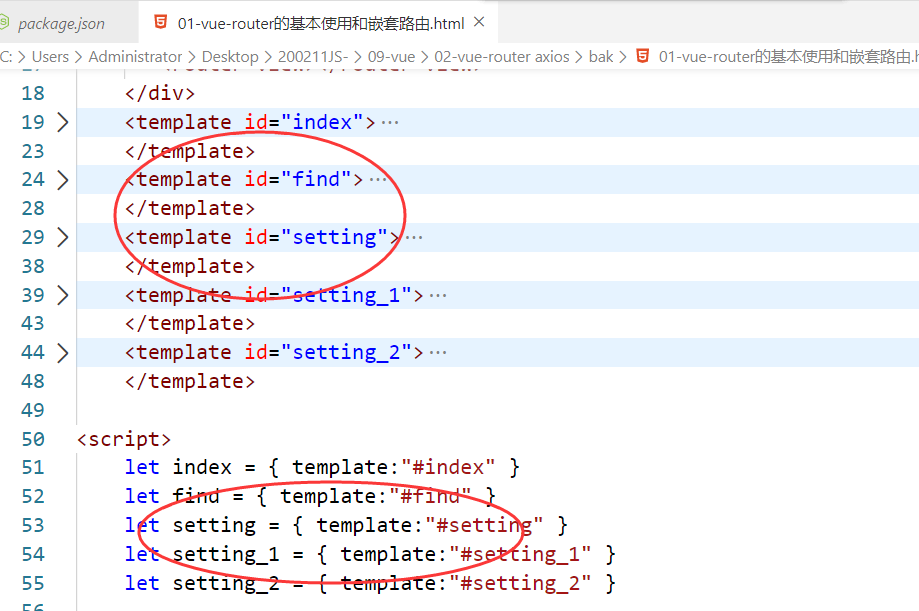 package.json
01-vue-router的基本使用和嵌套路由.html
C: > Users > Administrator > Desktop > 200211JS- > 09-vue > 02-vue-router axios > bak > 01-vue-router的基本使用和嵌套路由.
18 </div>
19 <template id="index">…
23 </template>
24 <template id="find">…
28 </template>
29 <template id="setting">…
38 </template>
39 <template id="setting_1">…
43 </template>
44 <template id="setting_2">…
48 </template>
49
50 <script>
51 let index = { template:"#index" }
52 let find = { template:"#find" }
53 let setting = { template:"#setting" }
54 let setting_1 = { template:"#setting_1" }
55 let setting_2 = { template:"#setting_2" }